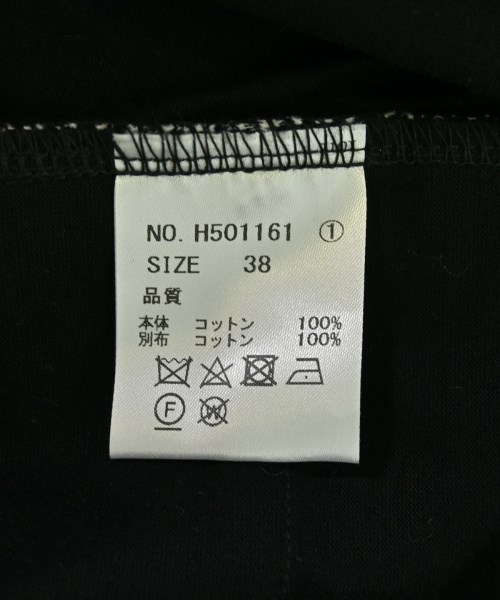 NO. H501161 ①
SIZE 38
品質
本体 コットン 100%
別布 コットン 100%
F
W